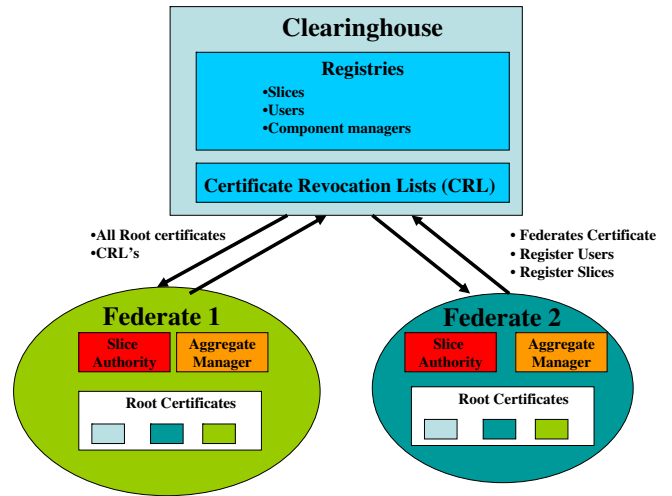 Clearinghouse
Registries
•Slices
•Users
•Component managers
Certificate Revocation Lists (CRL)
•All Root certificates
•CRL's
• Federates Certificate
• Register Users
• Register Slices
Federate 1
Slice
Authority
Aggregate
Manager
Root Certificates
Federate 2
Slice
Authority
Aggregate
Manager
Root Certificates